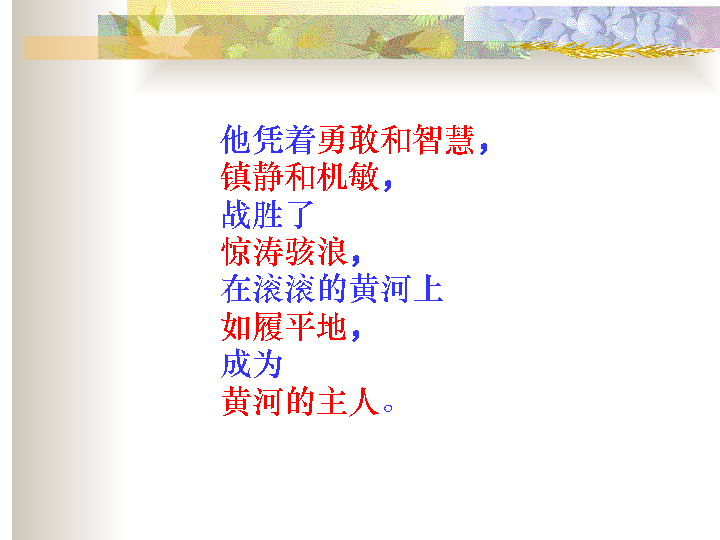 他凭着勇敢和智慧，
镇静和机敏，
战胜了
惊涛骇浪，
在滚滚的黄河上
如履平地，
成为
黄河的主人。